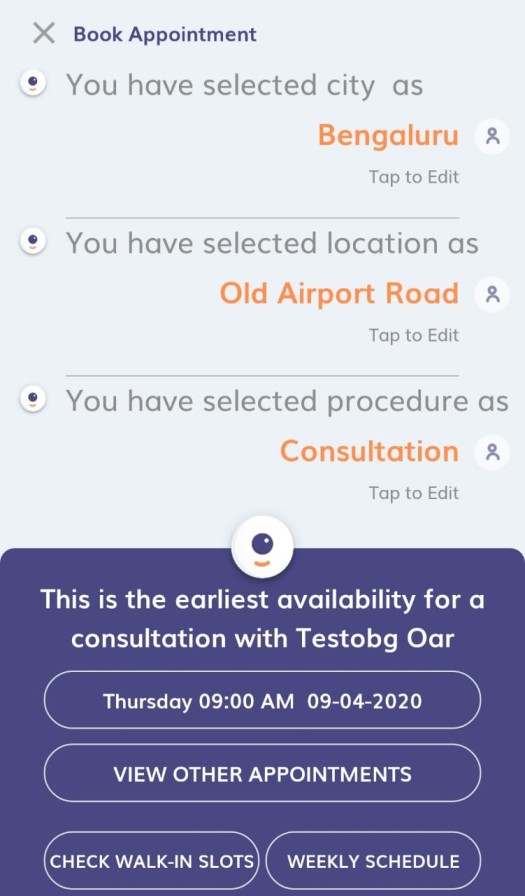 Book Appointment
You have selected city as
Bengaluru
Tap to Edit
You have selected location as
Old Airport Road
Tap to Edit
You have selected procedure as
Consultation
Tap to Edit
This is the earliest availability for a
consultation with Testobg Oar
Thursday 09:00 AM 09-04-2020
VIEW OTHER APPOINTMENTS
CHECK WALK-IN SLOTS
WEEKLY SCHEDULE